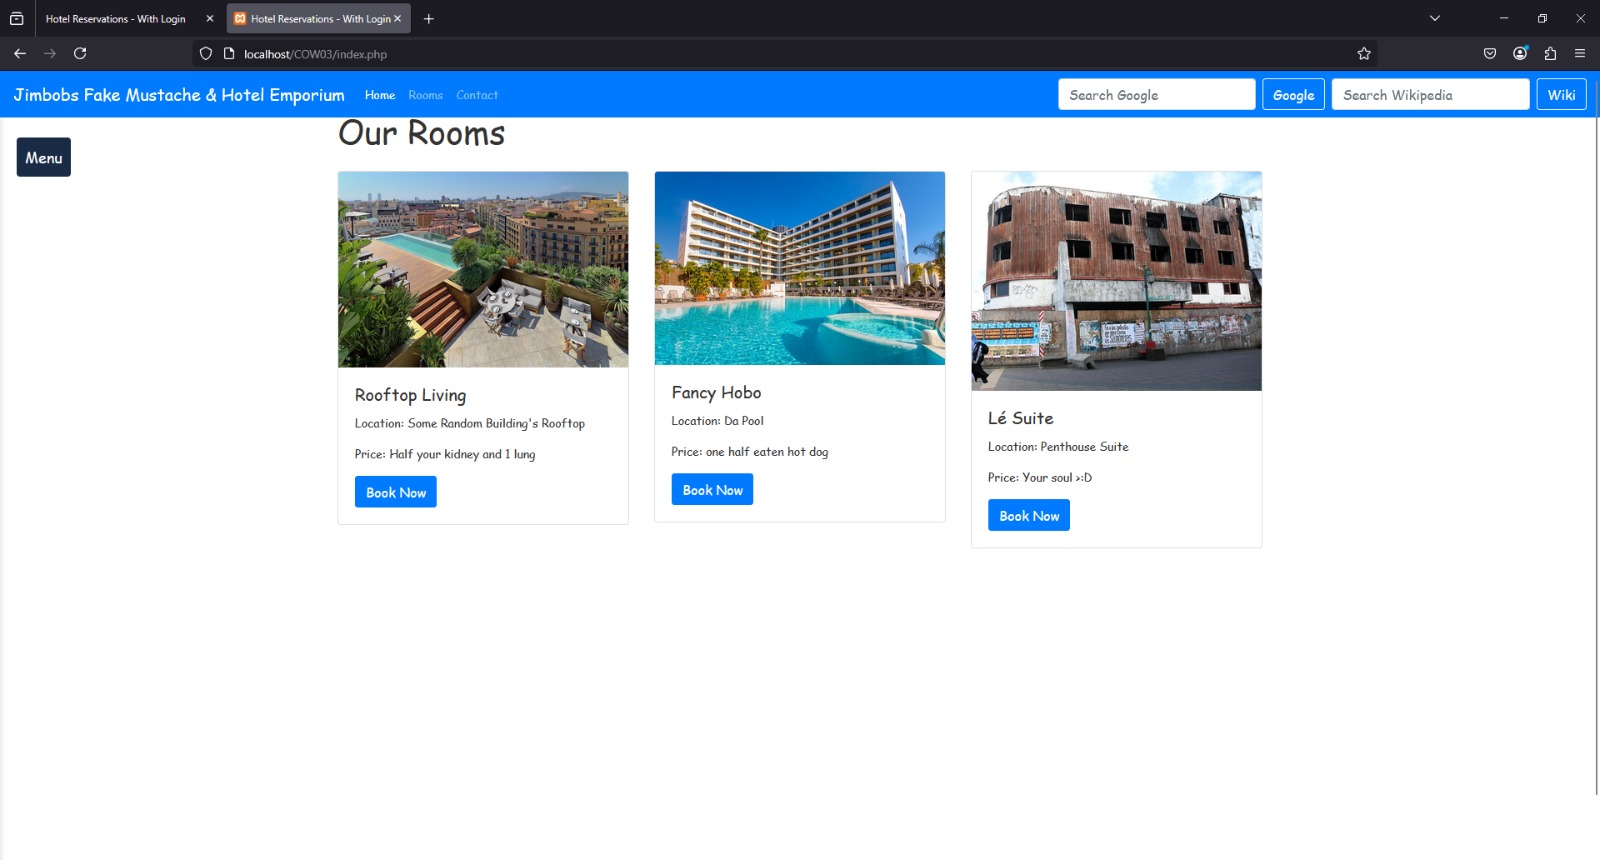 Hotel Reservations - With Login
Hotel Reservations - With Login
localhost/COW03/index.php
Jimbobs Fake Mustache & Hotel Emporium Home Rooms Contact Search Google Google Search Wikipedia Wiki
Menu
Our Rooms
Rooftop Living
Location: Some Random Building's Rooftop
Price: Half your kidney and 1 lung
Book Now
Fancy Hobo
Location: Da Pool
Price: one half eaten hot dog
Book Now
Lé Suite
Location: Penthouse Suite
Price: Your soul >:D
Book Now